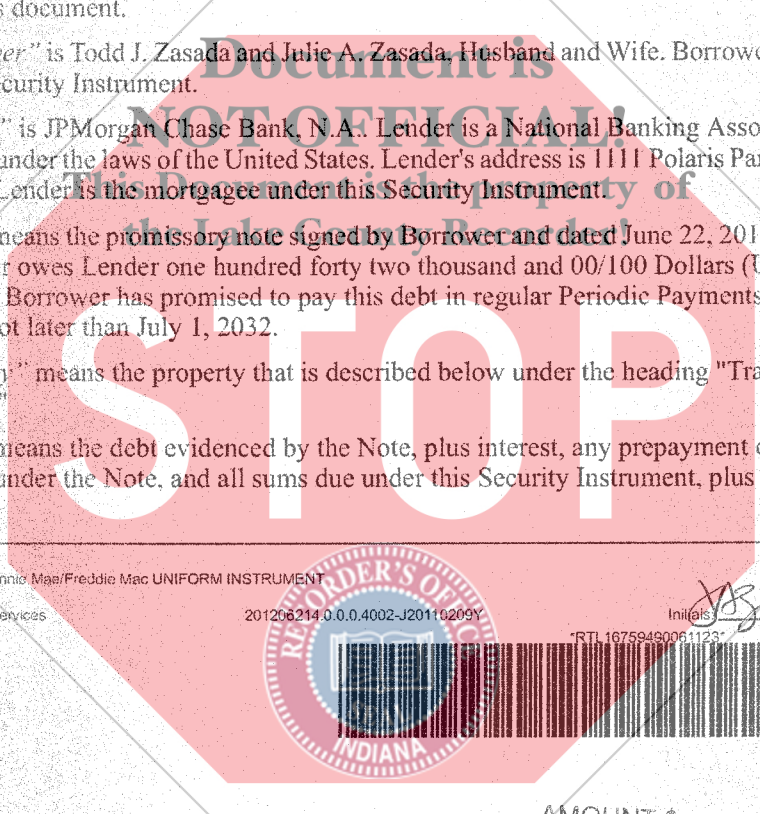 s document.
er" is Todd J. Zasada and Julie A. Zasada, Husband and Wife. Borrowe
curity Instrument.
Document is
NOT OFFICIAL!
This Document is the property of
the Lake County Recorder!
" is JPMorgan Chase Bank, N.A.. Lender is a National Banking Asso
under the laws of the United States. Lender's address is 1111 Polaris Par
Lender is the mortgagee under this Security Instrument.
means the promissory note signed by Borrower and dated June 22, 201
r owes Lender one hundred forty two thousand and 00/100 Dollars (U
Borrower has promised to pay this debt in regular Periodic Payments
ot later than July 1, 2032.
y" means the property that is described below under the heading "Tra
"
STOP
means the debt evidenced by the Note, plus interest, any prepayment c
under the Note, and all sums due under this Security Instrument, plus
nnie Mae/Freddie Mac UNIFORM INSTRUMENT
ervices
201206214.0.0.0.4002-J20110209Y
Initials:
*RTL16759490061123*
RECORDER'S OFFICE
SEAL
INDIANA
AMOUNT $